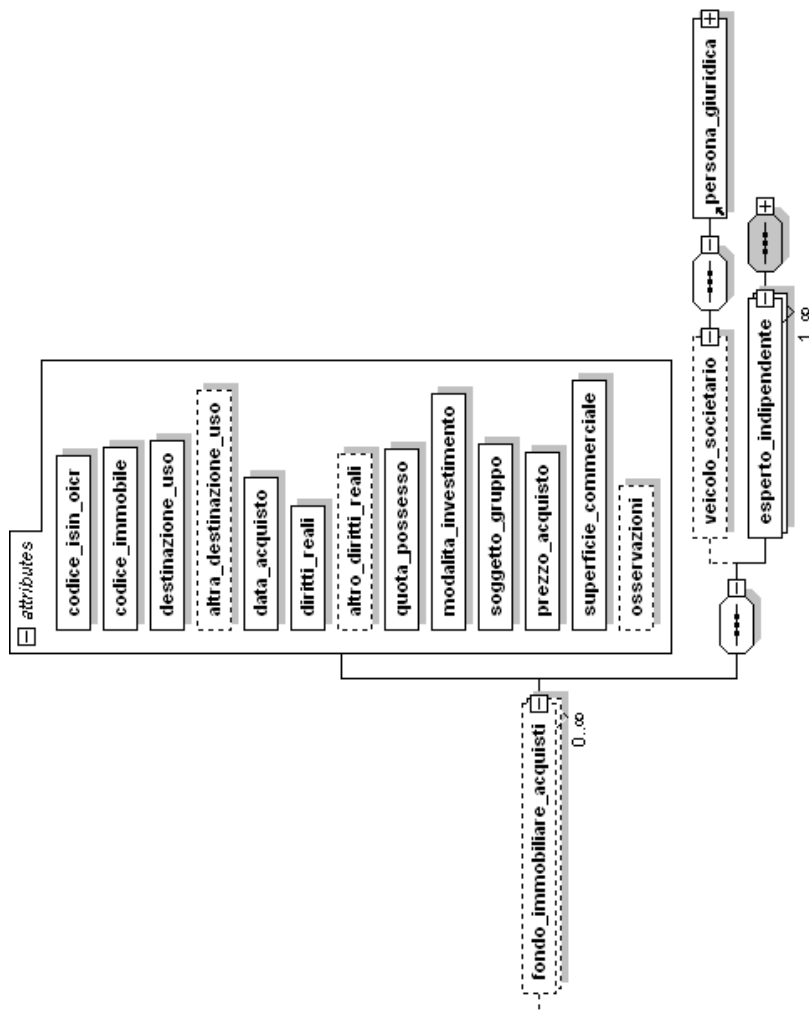 attributes
codice_isin_oicr
codice_immobile
destinazione_uso
altra_destinazione_uso
data_acquisto
diritti_reali
altro_diritti_reali
quota_possesso
modalita_investimento
soggetto_gruppo
prezzo_acquisto
superficie_commerciale
osservazioni
fondo_immobiliare_acquisti
0..∞
veicolo_societario
persona_giuridica
esperto_indipendente
1..∞